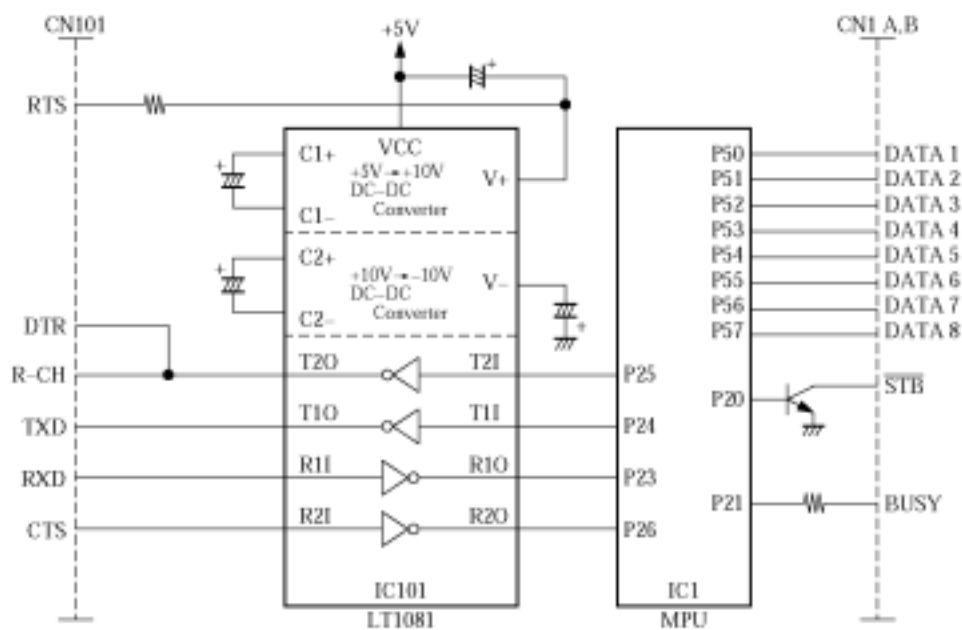 CN101
CN1 A,B
+5V
+
RTS
VCC
C1+
+5V→+10V
DC–DC
Converter
V+
+
C1–
C2+
+10V→–10V
DC–DC
Converter
V–
+
C2–
+
DTR
R–CH
T2O
T2I
P25
TXD
T1O
T1I
P24
RXD
R1I
R1O
P23
CTS
R2I
R2O
P26
IC101
LT1081
IC1
MPU
P50
DATA 1
P51
DATA 2
P52
DATA 3
P53
DATA 4
P54
DATA 5
P55
DATA 6
P56
DATA 7
P57
DATA 8
P20
STB
P21
BUSY